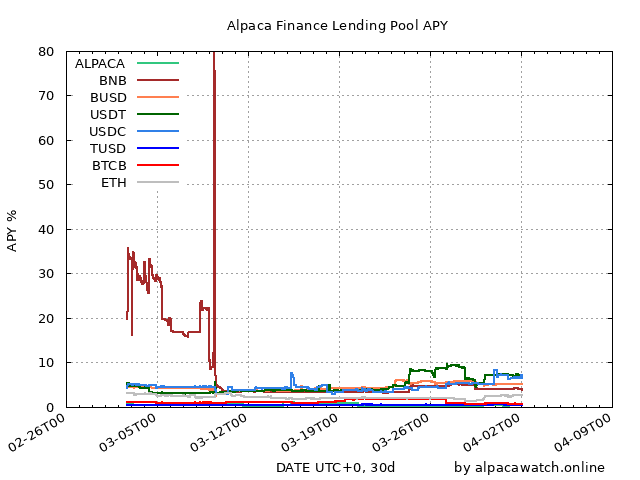 Alpaca Finance Lending Pool APY
80
70
60
50
40
30
20
10
0
APY %
ALPACA
BNB
BUSD
USDT
USDC
TUSD
BTCB
ETH
02-26T00
03-05T00
03-12T00
03-19T00
03-26T00
04-02T00
04-09T00
DATE UTC+0, 30d
by alpacawatch.online